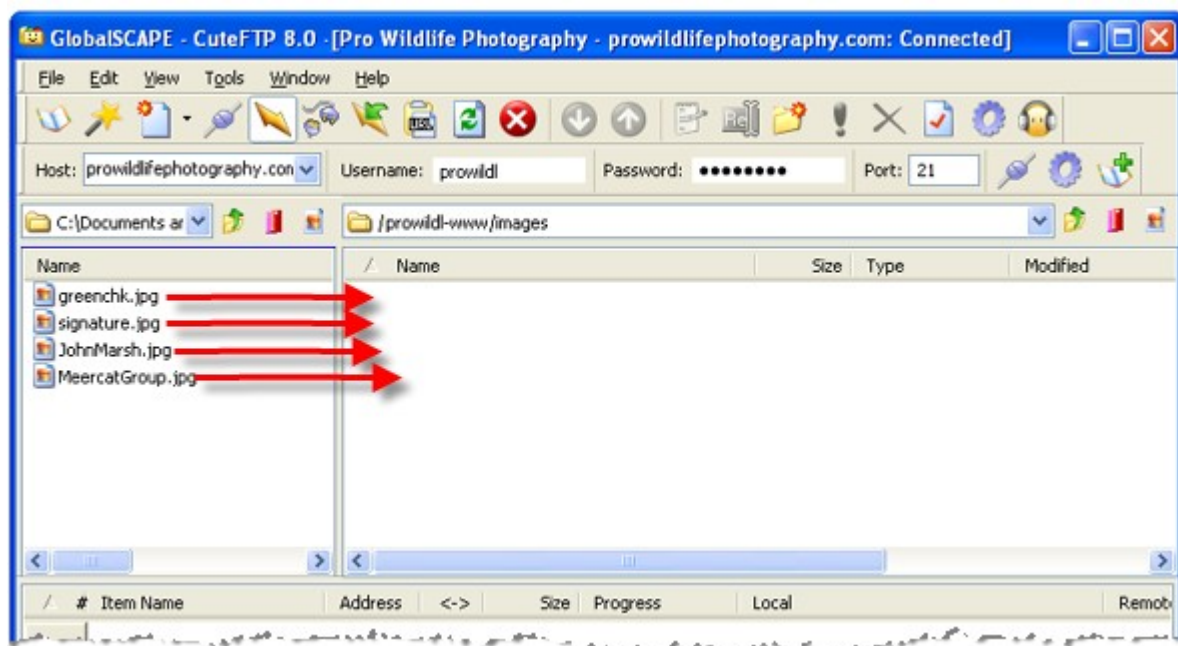 GlobalSCAPE - CuteFTP 8.0 -[Pro Wildlife Photography - prowildlifephotography.com: Connected]
File Edit View Tools Window Help
Host: prowildlifephotography.con Username: prowildl Password: •••••••• Port: 21
C:\Documents ar /prowildl-www/images
Name Name Size Type Modified
greenchk.jpg
signature.jpg
JohnMarsh.jpg
MeercatGroup.jpg
# Item Name Address <-> Size Progress Local Remote